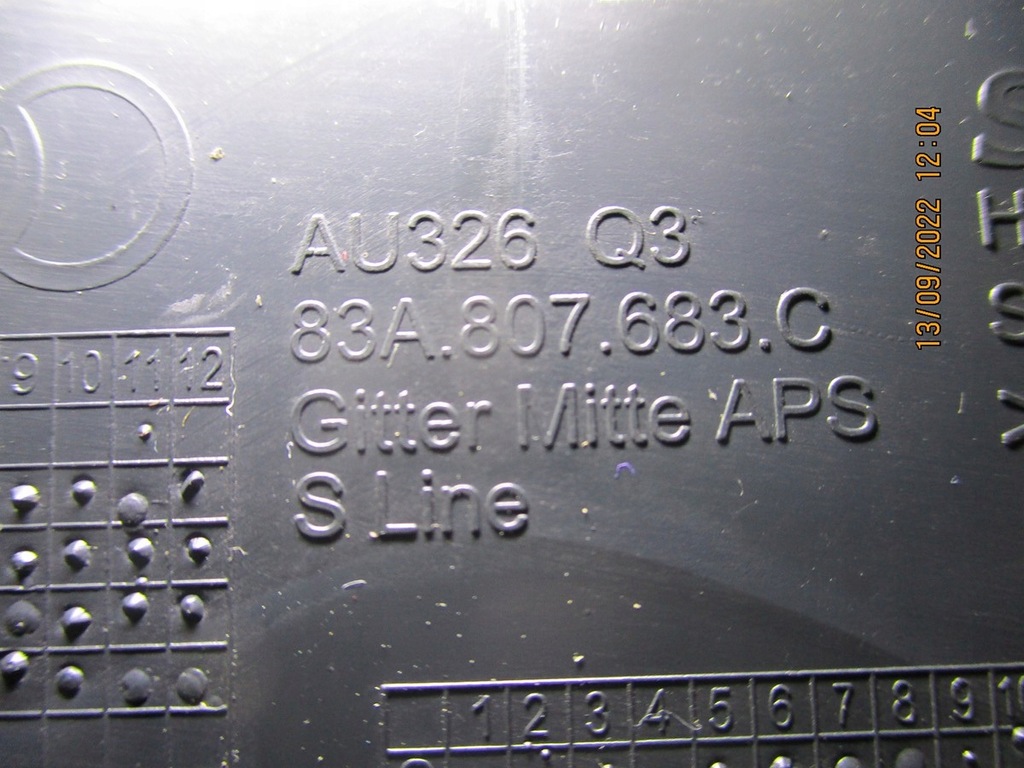 AU326 Q3
83A.807.683.C
Gitter Mitte APS
S Line
9 10 11 12
1 2 3 4 5 6 7 8 9
13/09/2022 12:04
S
H
S